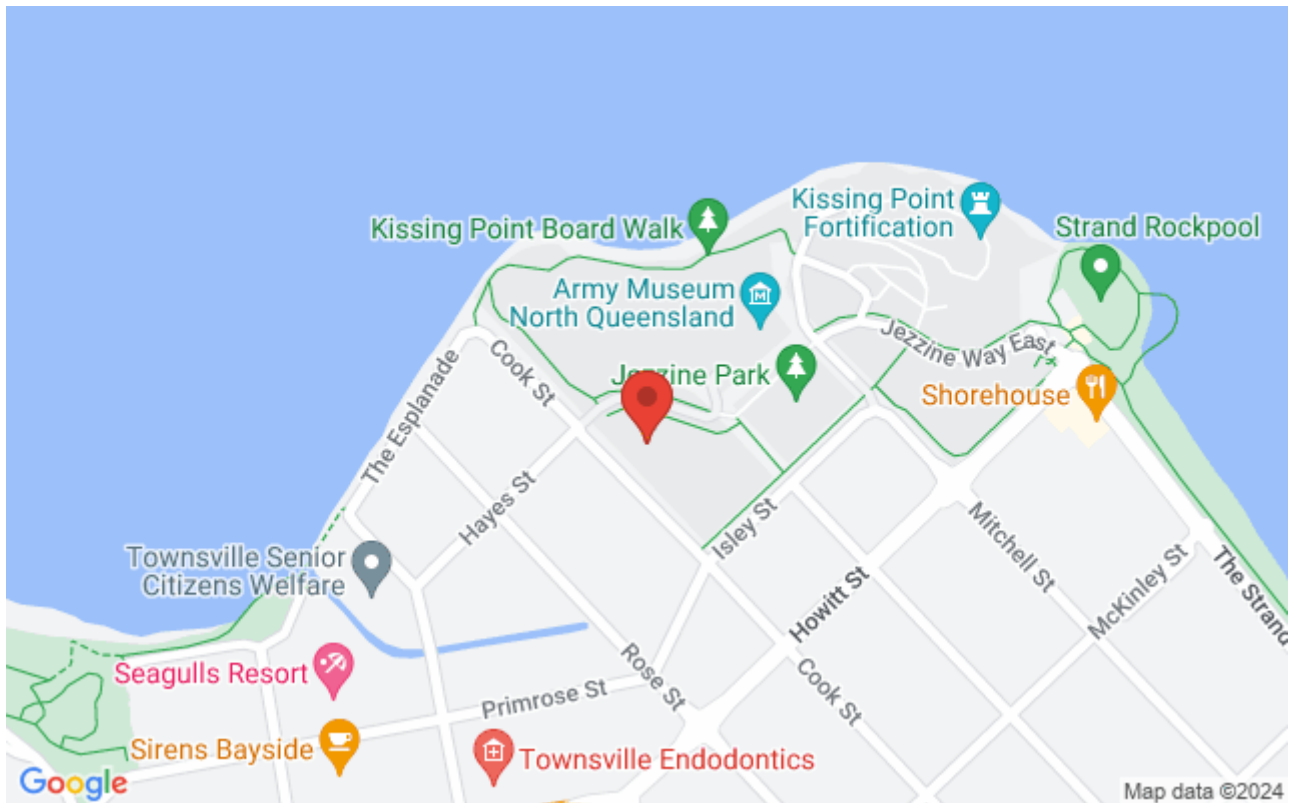 Kissing Point
Fortification
Kissing Point Board Walk
Strand Rockpool
Army Museum
North Queensland
Jezzine Way East
Jezzine Park
Shorehouse
The Esplanade
Cook St
Hayes St
Isley St
Mitchell St
Townsville Senior
Citizens Welfare
Howitt St
McKinley St
The Strand
Seagulls Resort
Primrose St
Rose St
Cook St
Sirens Bayside
Townsville Endodontics
Google
Map data ©2024